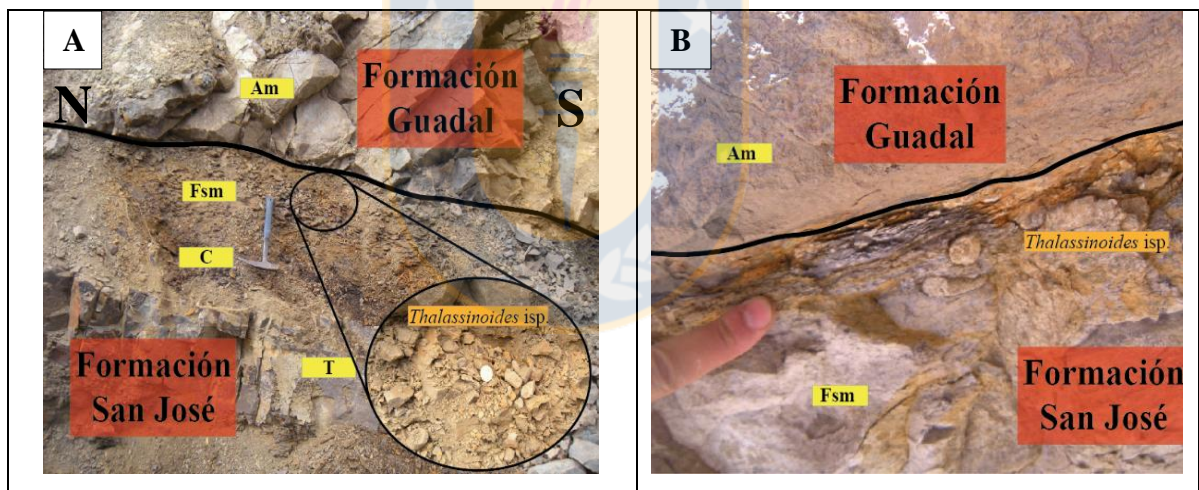 A
N
S
Am
Formación
Guadal
Fsm
C
Thalassinoides isp.
Formación
San José
T
B
Formación
Guadal
Am
Thalassinoides isp.
Fsm
Formación
San José